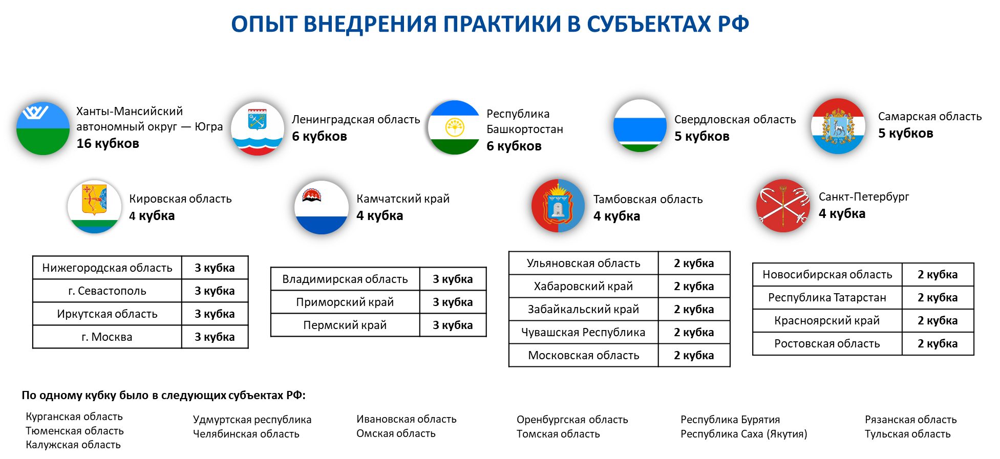 ОПЫТ ВНЕДРЕНИЯ ПРАКТИКИ В СУБЪЕКТАХ РФ
Ханты-Мансийский
автономный округ — Югра
16 кубков
Ленинградская область
6 кубков
Республика
Башкортостан
6 кубков
Свердловская область
5 кубков
Самарская область
5 кубков
Кировская область
4 кубка
Камчатский край
4 кубка
Тамбовская область
4 кубка
Санкт-Петербург
4 кубка
Нижегородская область 3 кубка
г. Севастополь 3 кубка
Иркутская область 3 кубка
г. Москва 3 кубка
Владимирская область 3 кубка
Приморский край 3 кубка
Пермский край 3 кубка
Ульяновская область 2 кубка
Хабаровский край 2 кубка
Забайкальский край 2 кубка
Чувашская Республика 2 кубка
Московская область 2 кубка
Новосибирская область 2 кубка
Республика Татарстан 2 кубка
Красноярский край 2 кубка
Ростовская область 2 кубка
По одному кубку было в следующих субъектах РФ:
Курганская область
Тюменская область
Калужская область
Удмуртская республика
Челябинская область
Ивановская область
Омская область
Оренбургская область
Томская область
Республика Бурятия
Республика Саха (Якутия)
Рязанская область
Тульская область